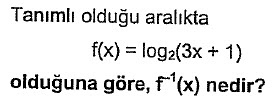 Tanımlı olduğu aralıkta
f(x) = log₂(3x + 1)
olduğuna göre, f⁻¹(x) nedir?